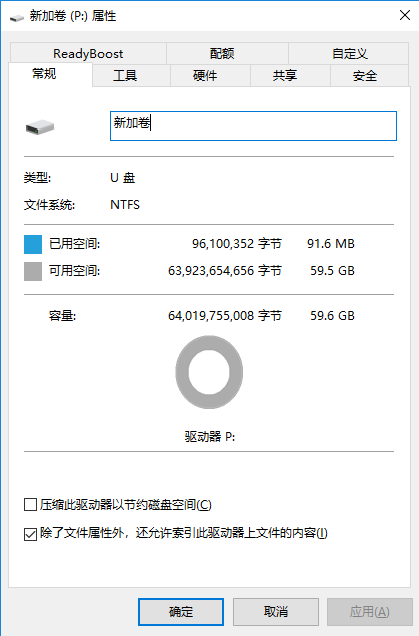 新加卷 (P:) 属性
ReadyBoost 配额 自定义
常规 工具 硬件 共享 安全
新加卷
类型: U 盘
文件系统: NTFS
已用空间: 96,100,352 字节 91.6 MB
可用空间: 63,923,654,656 字节 59.5 GB
容量: 64,019,755,008 字节 59.6 GB
驱动器 P:
压缩此驱动器以节约磁盘空间(C)
除了文件属性外，还允许索引此驱动器上文件的内容(I)
确定 取消 应用(A)